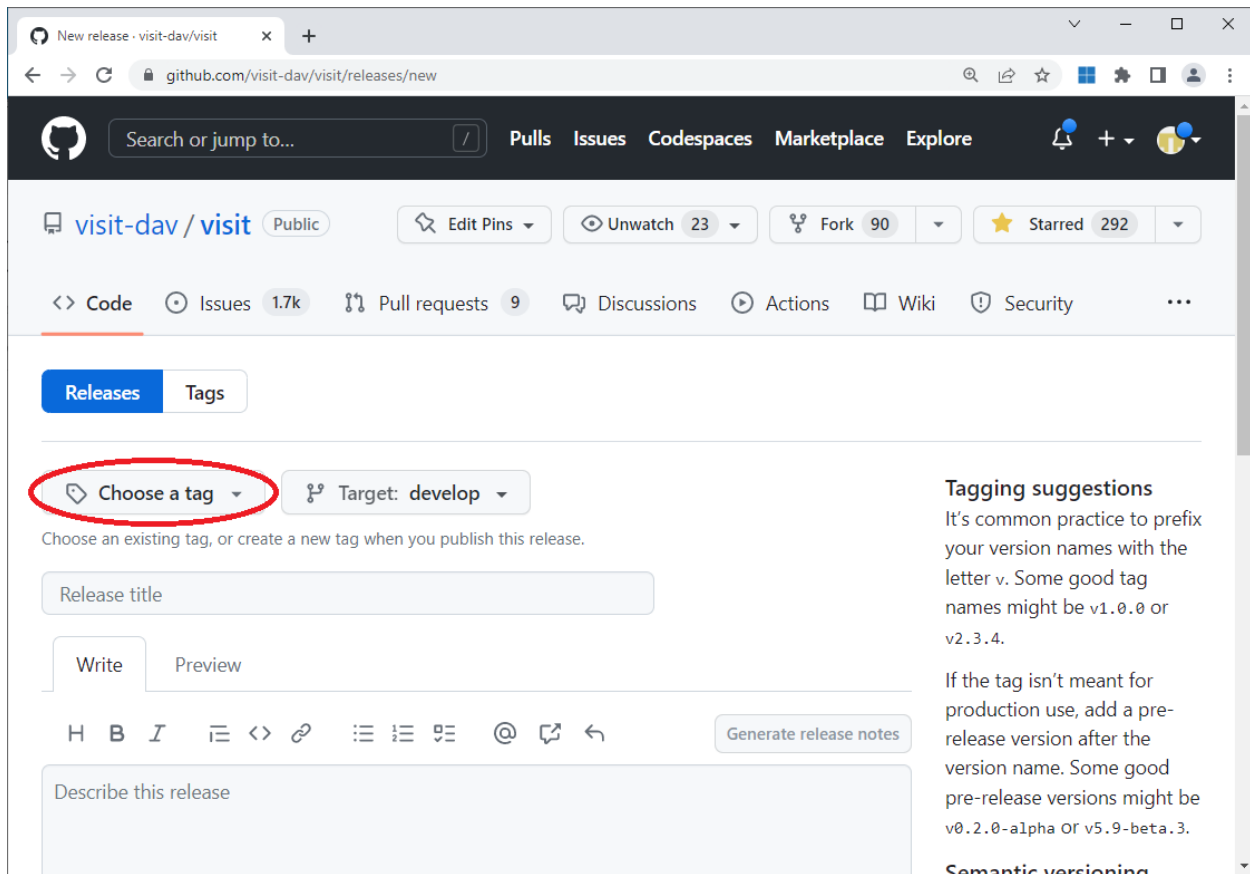 New release · visit-dav/visit
github.com/visit-dav/visit/releases/new
Search or jump to... / Pulls Issues Codespaces Marketplace Explore
visit-dav / visit Public Edit Pins Unwatch 23 Fork 90 Starred 292
Code Issues 1.7k Pull requests 9 Discussions Actions Wiki Security
Releases Tags
Choose a tag Target: develop
Choose an existing tag, or create a new tag when you publish this release.
Release title
Write Preview
H B I Generate release notes
Describe this release
Tagging suggestions
It's common practice to prefix
your version names with the
letter v. Some good tag
names might be v1.0.0 or
v2.3.4.
If the tag isn't meant for
production use, add a pre-
release version after the
version name. Some good
pre-release versions might be
v0.2.0-alpha or v5.9-beta.3.
Semantic versioning